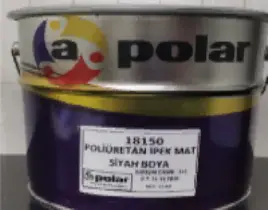 a polar
18150
POLİÜRETAN İPEK MAT
SİYAH BOYA
polar